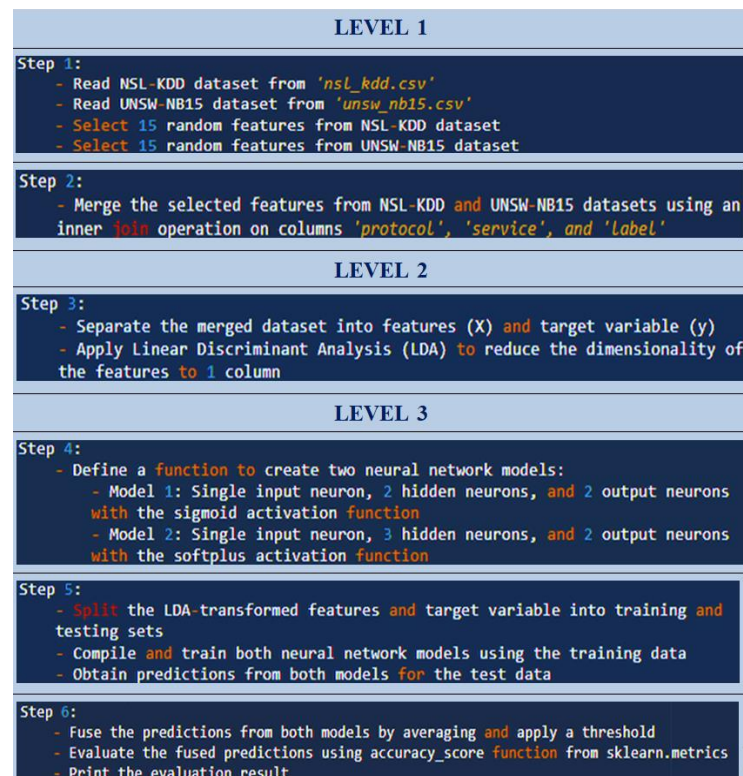 LEVEL 1
Step 1:
- Read NSL-KDD dataset from 'nsl_kdd.csv'
- Read UNSW-NB15 dataset from 'unsw_nb15.csv'
- Select 15 random features from NSL-KDD dataset
- Select 15 random features from UNSW-NB15 dataset
Step 2:
- Merge the selected features from NSL-KDD and UNSW-NB15 datasets using an
inner join operation on columns 'protocol', 'service', and 'label'
LEVEL 2
Step 3:
- Separate the merged dataset into features (X) and target variable (y)
- Apply Linear Discriminant Analysis (LDA) to reduce the dimensionality of
the features to 1 column
LEVEL 3
Step 4:
- Define a function to create two neural network models:
- Model 1: Single input neuron, 2 hidden neurons, and 2 output neurons
with the sigmoid activation function
- Model 2: Single input neuron, 3 hidden neurons, and 2 output neurons
with the softplus activation function
Step 5:
- Split the LDA-transformed features and target variable into training and
testing sets
- Compile and train both neural network models using the training data
- Obtain predictions from both models for the test data
Step 6:
- Fuse the predictions from both models by averaging and apply a threshold
- Evaluate the fused predictions using accuracy_score function from sklearn.metrics
- Print the evaluation result